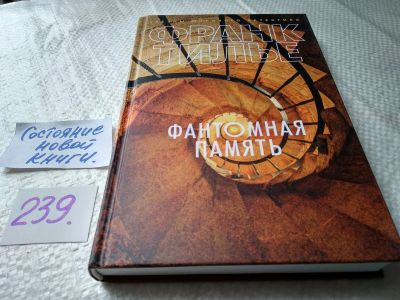 ФРАНК
ТИЛЬЕ
ФАНТОМНАЯ
ПАМЯТЬ
Состояние
новой
книги.
239.